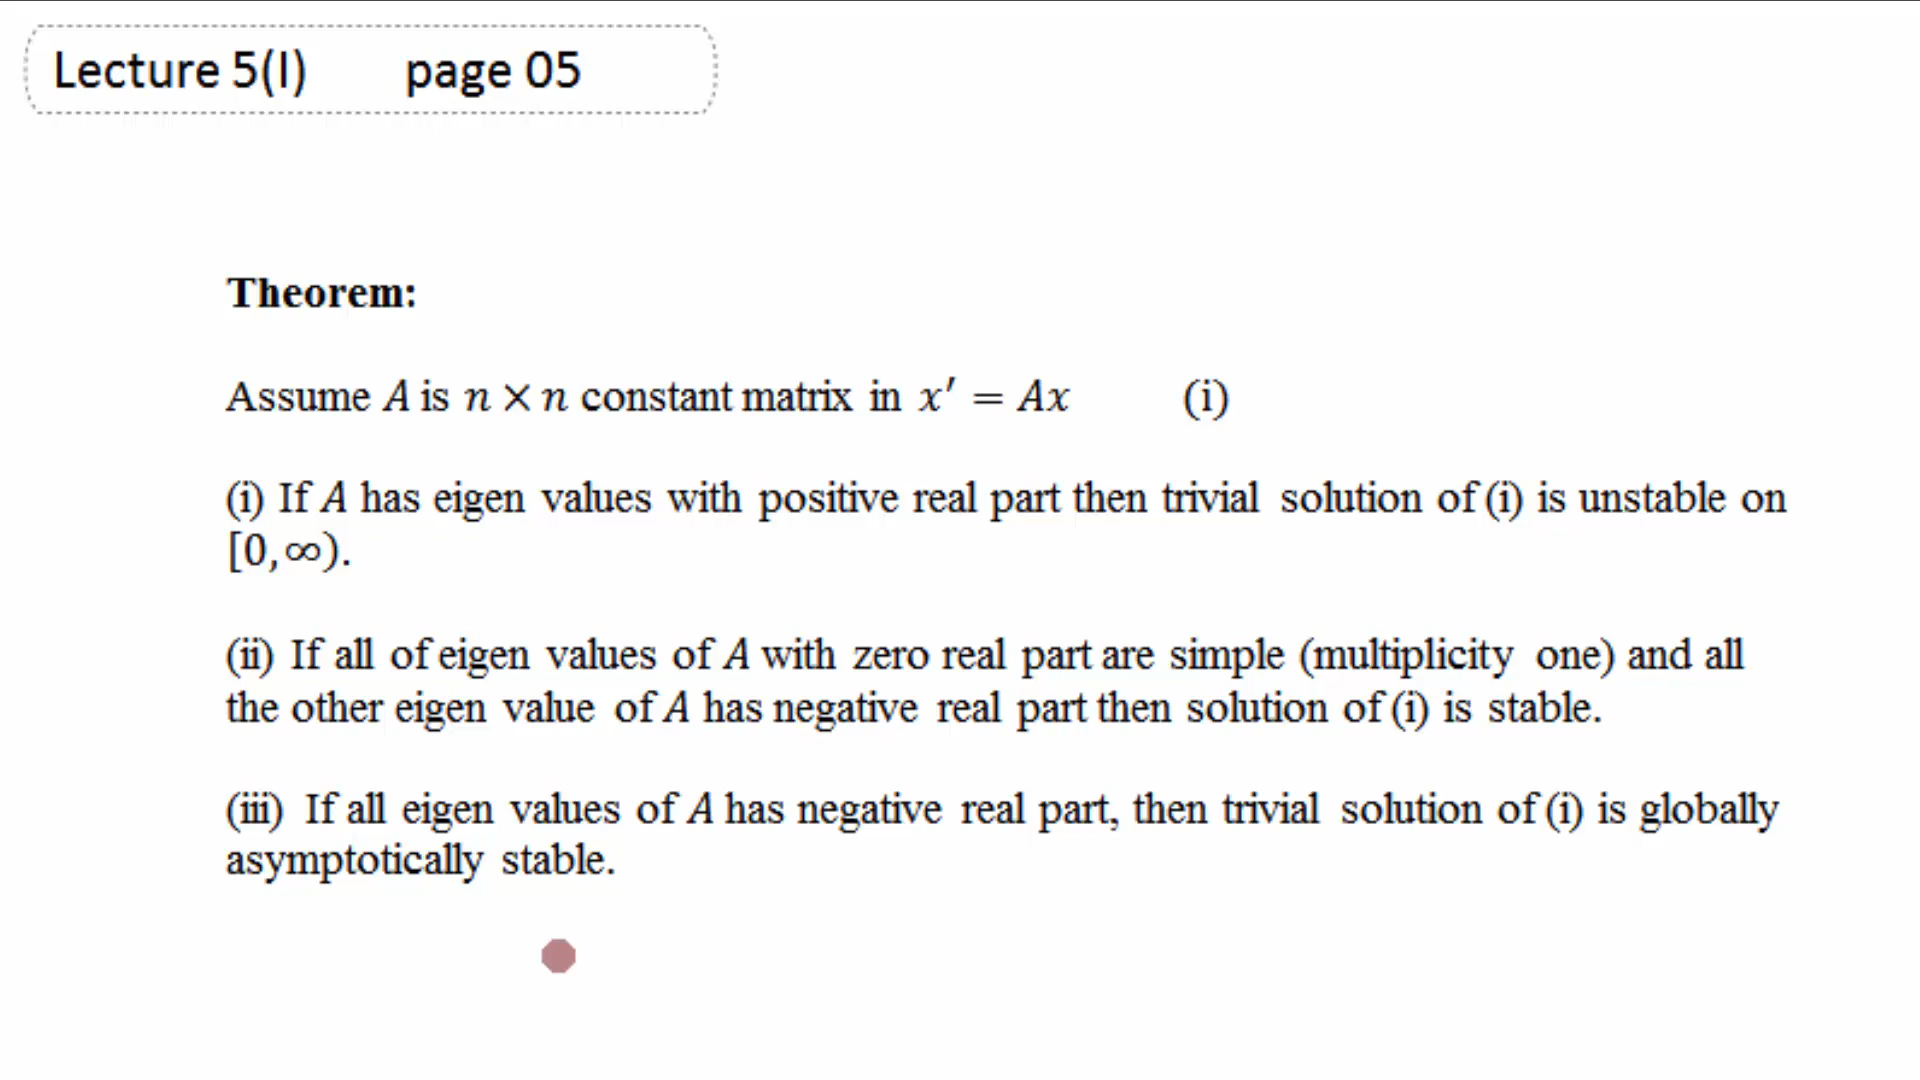 Lecture 5(I) page 05
Theorem:
Assume A is n × n constant matrix in x′ = Ax (i)
(i) If A has eigen values with positive real part then trivial solution of (i) is unstable on
[0, ∞).
(ii) If all of eigen values of A with zero real part are simple (multiplicity one) and all
the other eigen value of A has negative real part then solution of (i) is stable.
(iii) If all eigen values of A has negative real part, then trivial solution of (i) is globally
asymptotically stable.